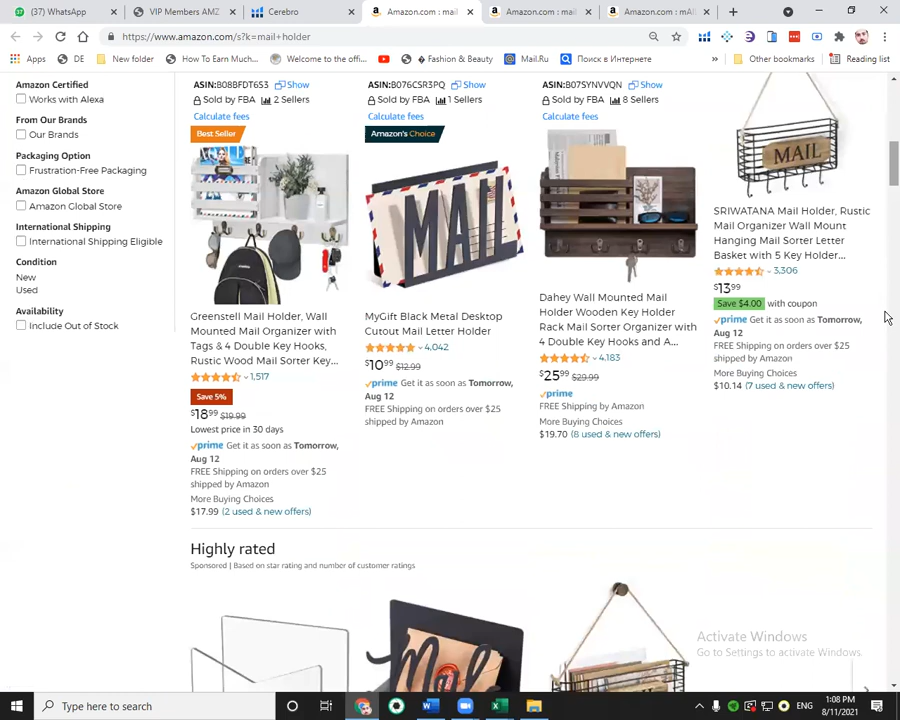 (37) WhatsApp
VIP Members AMZ
Cerebro
Amazon.com : mail
Amazon.com : mail
Amazon.com : mAIl
https://www.amazon.com/s?k=mail+holder
Apps
DE
New folder
How To Earn Much...
Welcome to the offi...
Fashion & Beauty
Mail.Ru
Поиск в Интернете
Other bookmarks
Reading list
Amazon Certified
Works with Alexa
From Our Brands
Our Brands
Packaging Option
Frustration-Free Packaging
Amazon Global Store
Amazon Global Store
International Shipping
International Shipping Eligible
Condition
New
Used
Availability
Include Out of Stock
ASIN:B08BFDT6S3 Show
Sold by FBA 2 Sellers
Calculate fees
Best Seller
Greenstell Mail Holder, Wall
Mounted Mail Organizer with
Tags & 4 Double Key Hooks,
Rustic Wood Mail Sorter Key...
1,517
Save 5%
$18.99 $19.99
Lowest price in 30 days
prime Get it as soon as Tomorrow,
Aug 12
FREE Shipping on orders over $25
shipped by Amazon
More Buying Choices
$17.99 (2 used & new offers)
ASIN:B076CSR3PQ Show
Sold by FBA 1 Sellers
Calculate fees
Amazon's Choice
MAIL
MyGift Black Metal Desktop
Cutout Mail Letter Holder
4,042
$10.99 $12.99
prime Get it as soon as Tomorrow,
Aug 12
FREE Shipping on orders over $25
shipped by Amazon
ASIN:B07SYNVVQN Show
Sold by FBA 8 Sellers
Calculate fees
Dahey Wall Mounted Mail
Holder Wooden Key Holder
Rack Mail Sorter Organizer with
4 Double Key Hooks and A...
4,183
$25.99 $29.99
prime
FREE Shipping by Amazon
More Buying Choices
$19.70 (8 used & new offers)
MAIL
SRIWATANA Mail Holder, Rustic
Mail Organizer Wall Mount
Hanging Mail Sorter Letter
Basket with 5 Key Holder...
3,306
$13.99
Save $4.00 with coupon
prime Get it as soon as Tomorrow,
Aug 12
FREE Shipping on orders over $25
shipped by Amazon
More Buying Choices
$10.14 (7 used & new offers)
Highly rated
Sponsored | Based on star rating and number of customer ratings
Mail
Activate Windows
Go to Settings to activate Windows.
Type here to search
ENG
1:08 PM
8/11/2021